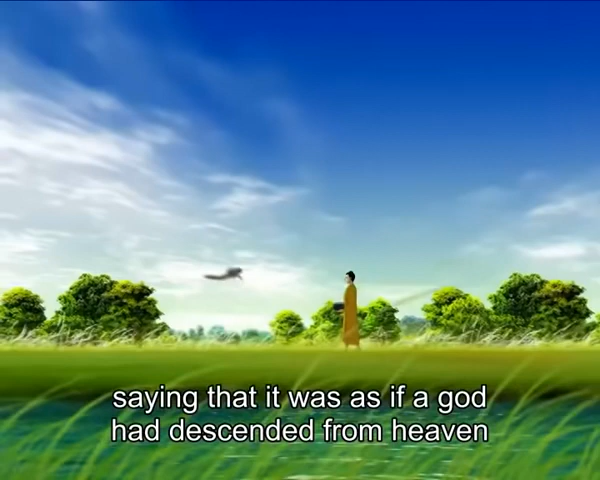 saying that it was as if a god
had descended from heaven